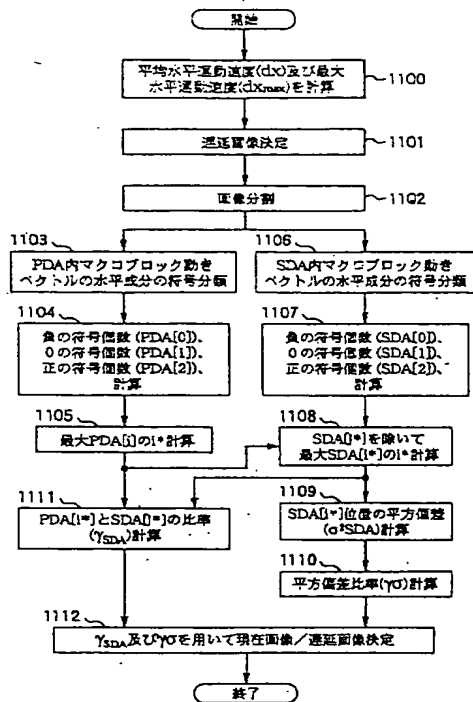 開始
平均水平運動速度(dx)及び最大
水平運動速度(dxmax)を計算
1100
遅延画像決定
1101
画像分割
1102
1103
PDA内マクロブロック動き
ベクトルの水平成分の符号分類
1106
SDA内マクロブロック動き
ベクトルの水平成分の符号分類
1104
負の符号個数 (PDA[0])、
0の符号個数 (PDA[1])、
正の符号個数 (PDA[2])、
計算
1107
負の符号個数 (SDA[0])、
0の符号個数 (SDA[1])、
正の符号個数 (SDA[2])、
計算
1105
最大PDA[i]のi*計算
1108
SDA[i*]を除いて
最大SDA[i*]のi*計算
1111
PDA[i*]とSDA[j*]の比率
(γSDA)計算
1109
SDA[i*]位置の平方偏差
(σ²SDA)計算
1110
平方偏差比率(γσ)計算
1112
γSDA及びγσを用いて現在画像/遅延画像決定
終了